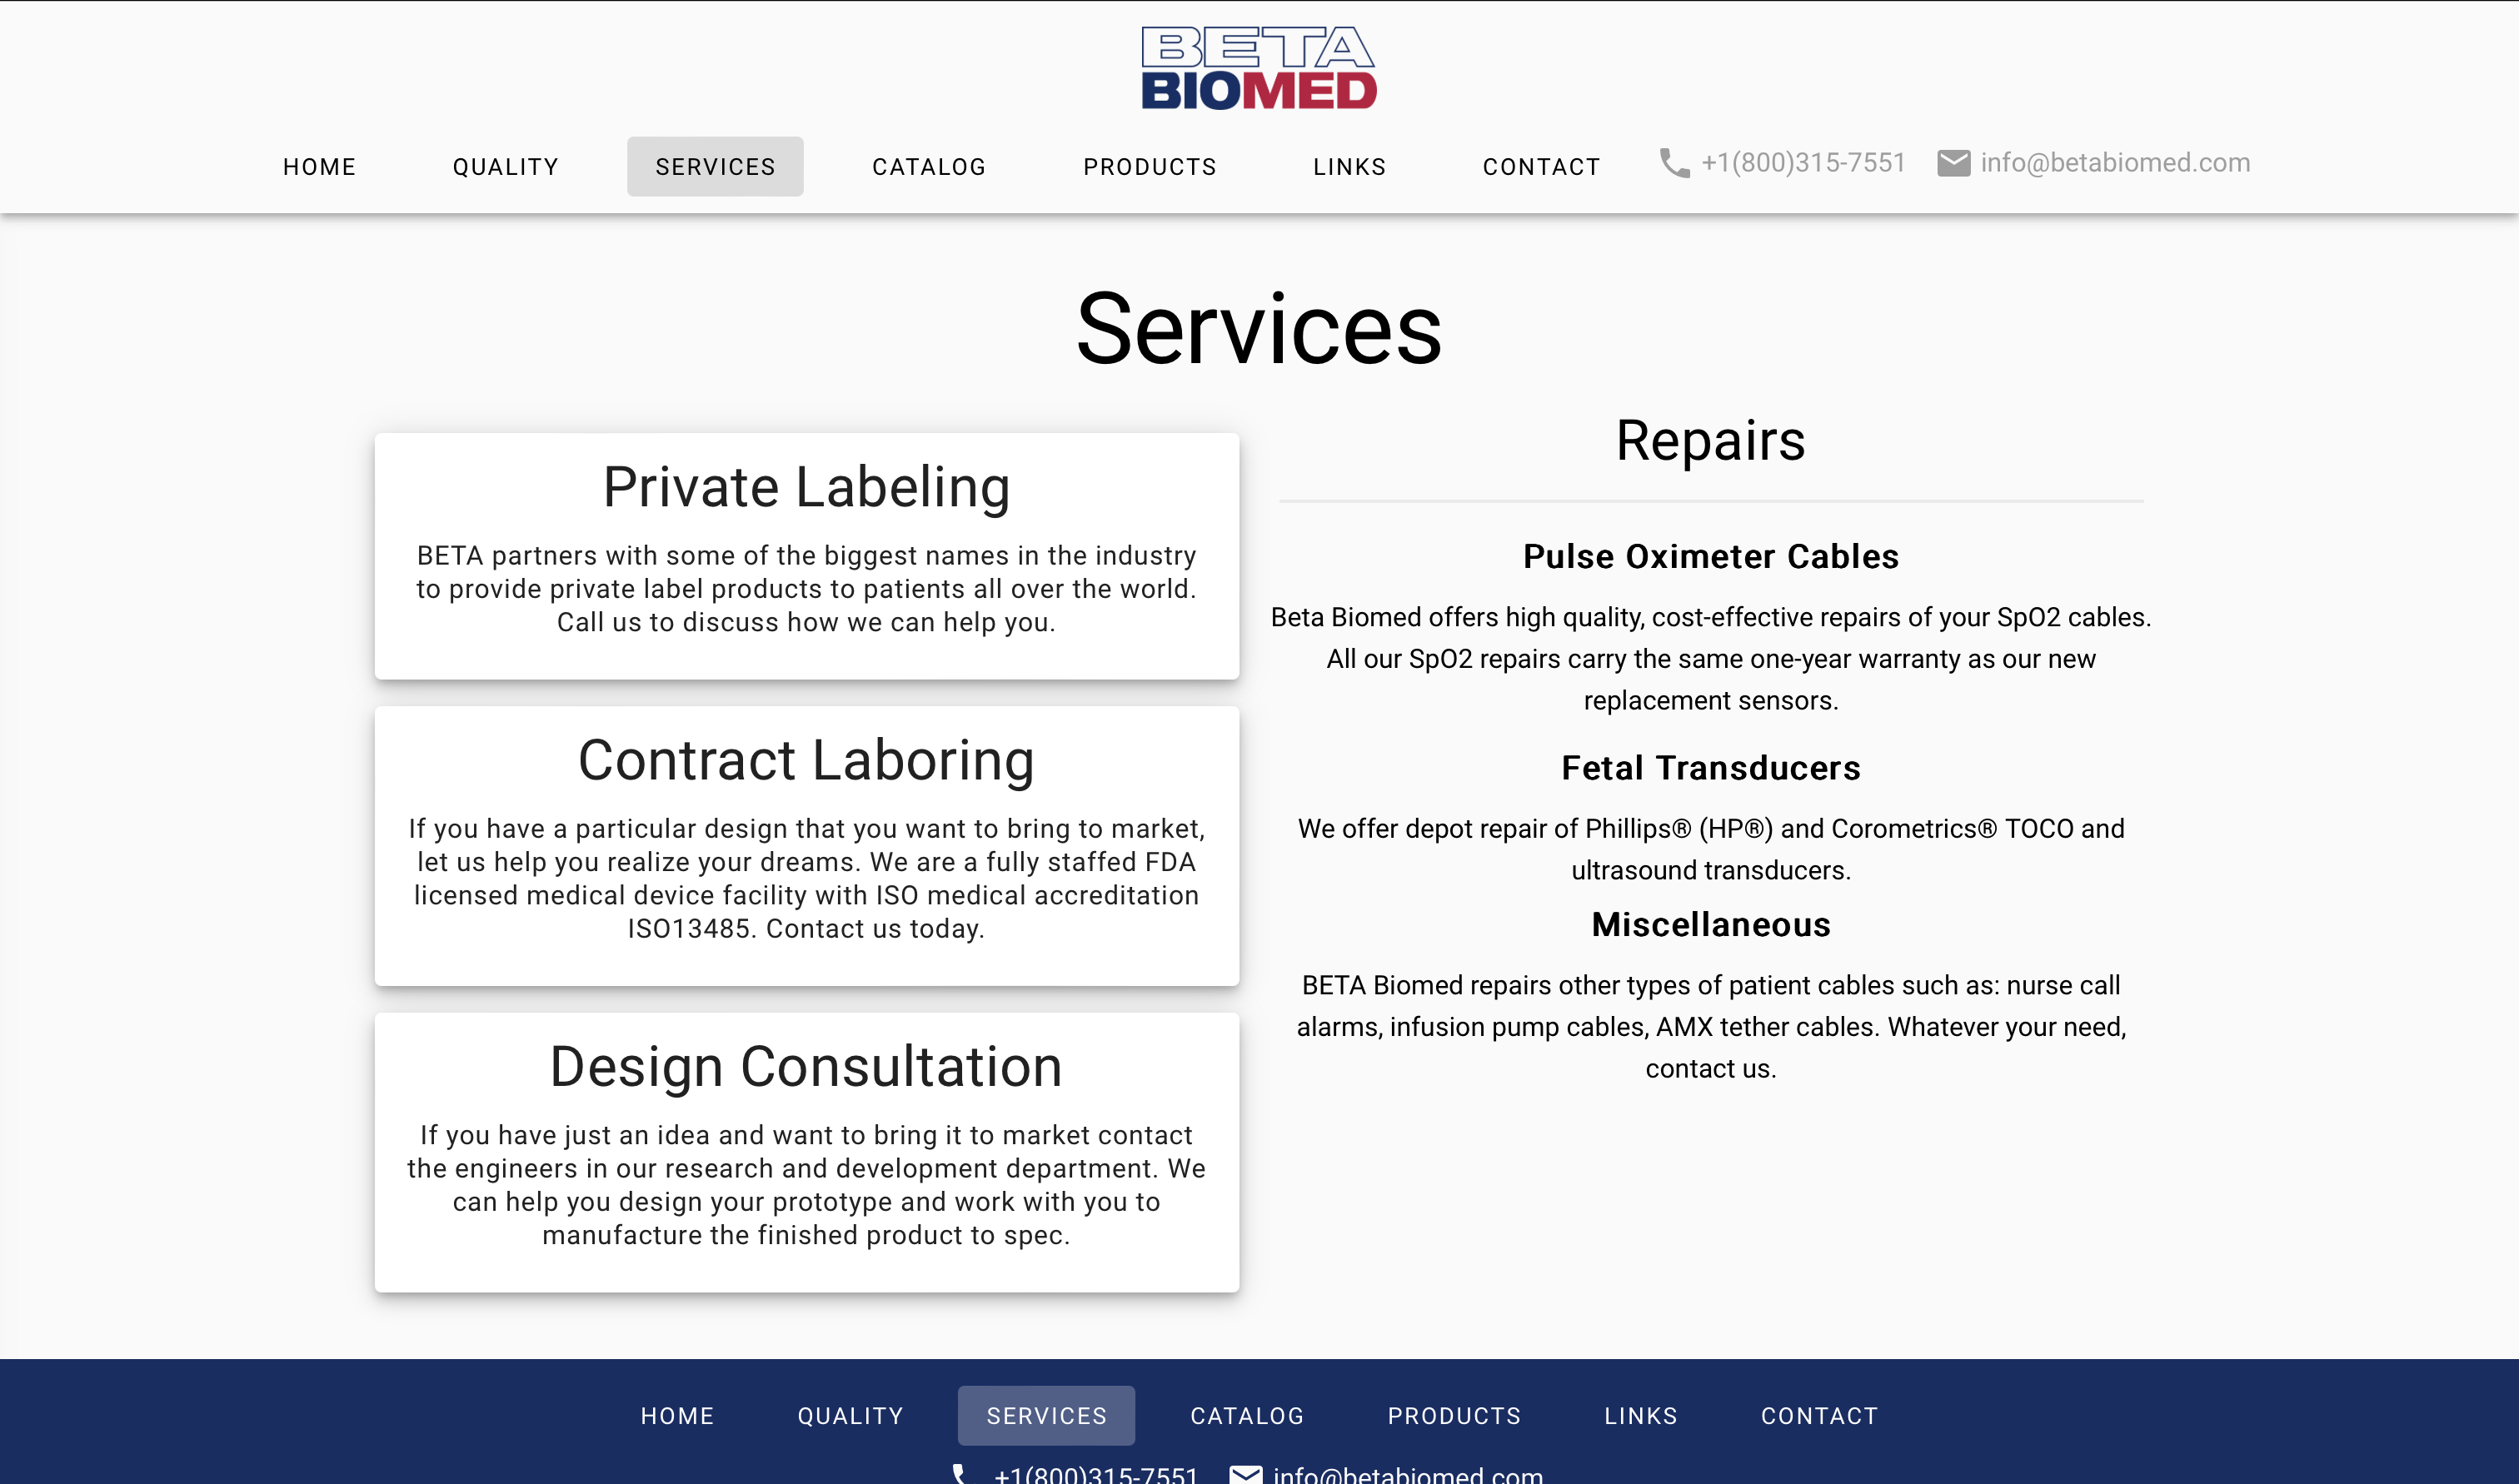 BETA
BIOMED
HOME QUALITY SERVICES CATALOG PRODUCTS LINKS CONTACT +1(800)315-7551 info@betabiomed.com
Services
Private Labeling
BETA partners with some of the biggest names in the industry
to provide private label products to patients all over the world.
Call us to discuss how we can help you.
Contract Laboring
If you have a particular design that you want to bring to market,
let us help you realize your dreams. We are a fully staffed FDA
licensed medical device facility with ISO medical accreditation
ISO13485. Contact us today.
Design Consultation
If you have just an idea and want to bring it to market contact
the engineers in our research and development department. We
can help you design your prototype and work with you to
manufacture the finished product to spec.
Repairs
Pulse Oximeter Cables
Beta Biomed offers high quality, cost-effective repairs of your SpO2 cables.
All our SpO2 repairs carry the same one-year warranty as our new
replacement sensors.
Fetal Transducers
We offer depot repair of Phillips® (HP®) and Corometrics® TOCO and
ultrasound transducers.
Miscellaneous
BETA Biomed repairs other types of patient cables such as: nurse call
alarms, infusion pump cables, AMX tether cables. Whatever your need,
contact us.
HOME QUALITY SERVICES CATALOG PRODUCTS LINKS CONTACT
+1(800)315-7551 info@betabiomed.com